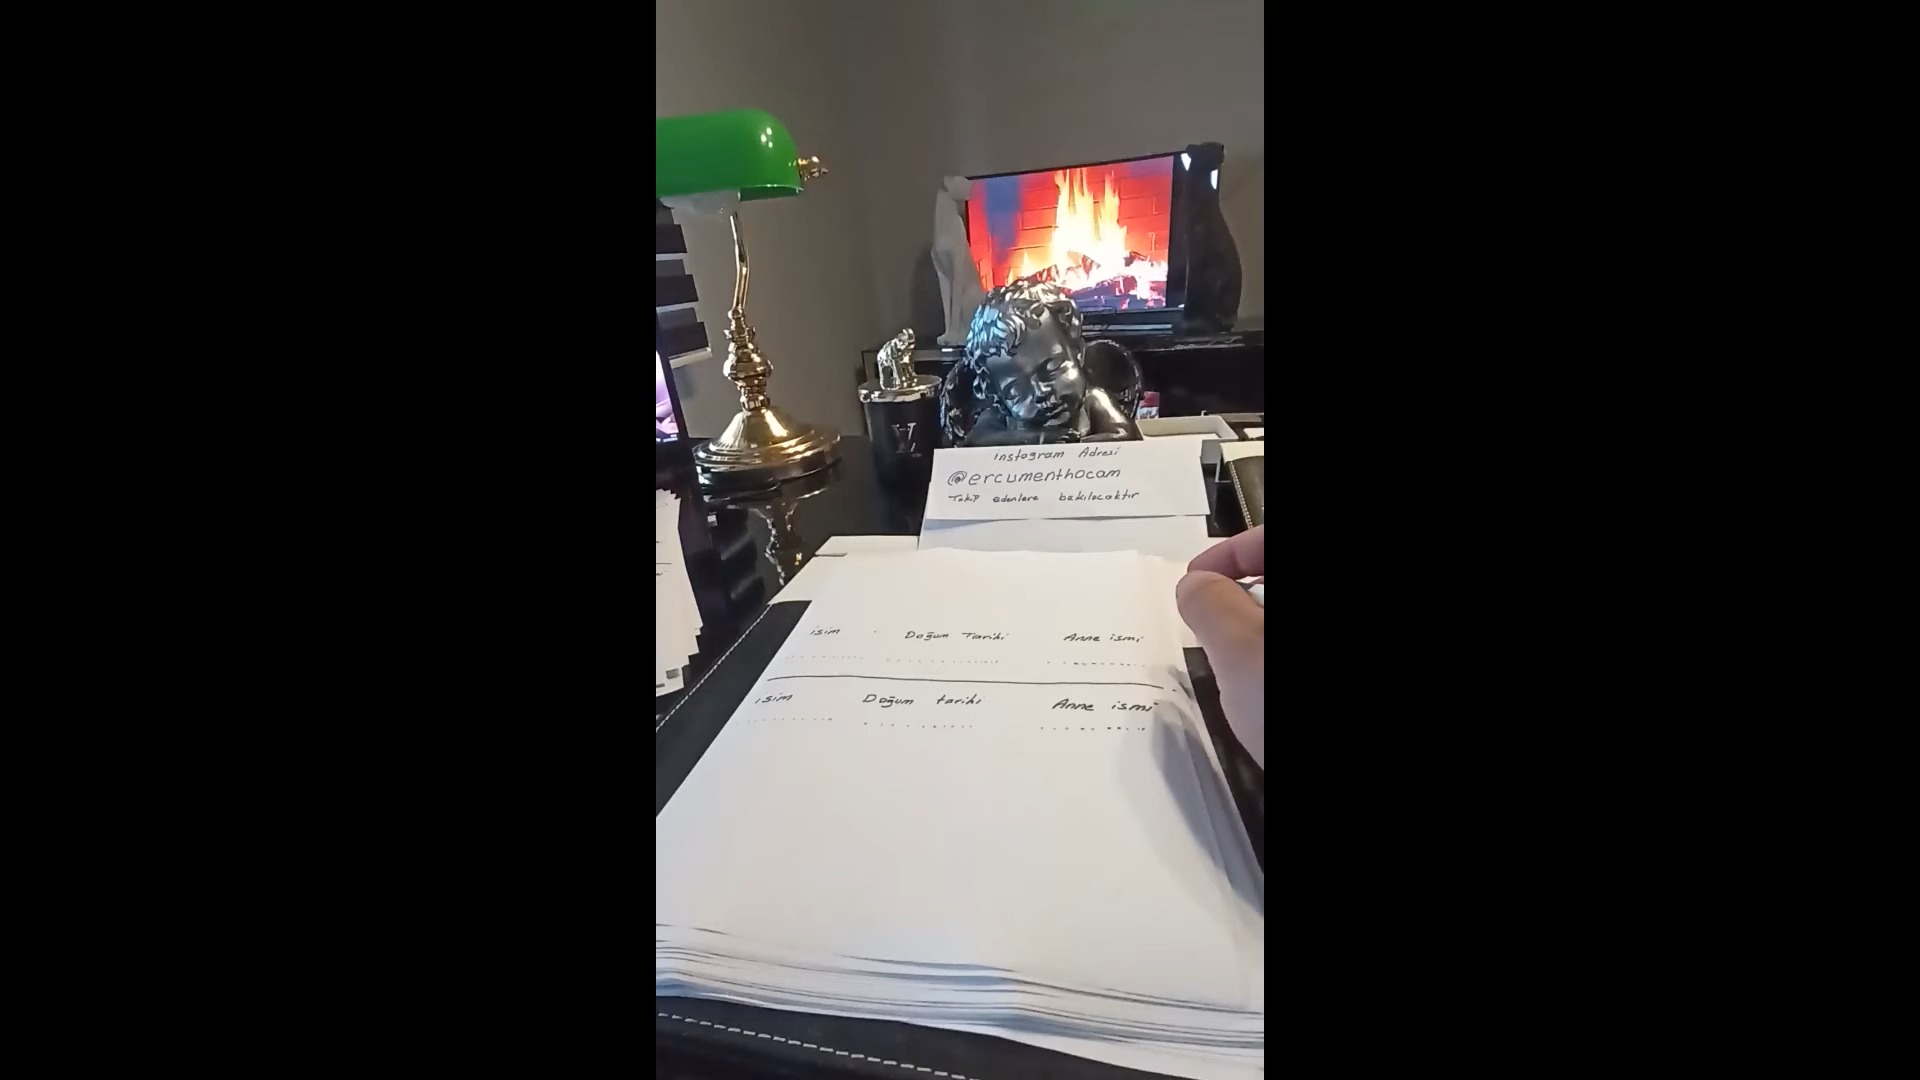 instagram Adresi
@ercumenthocam
Takip edenlere bakılacaktır
isim Doğum Tarihi Anne ismi
isim Doğum tarihi Anne ismi